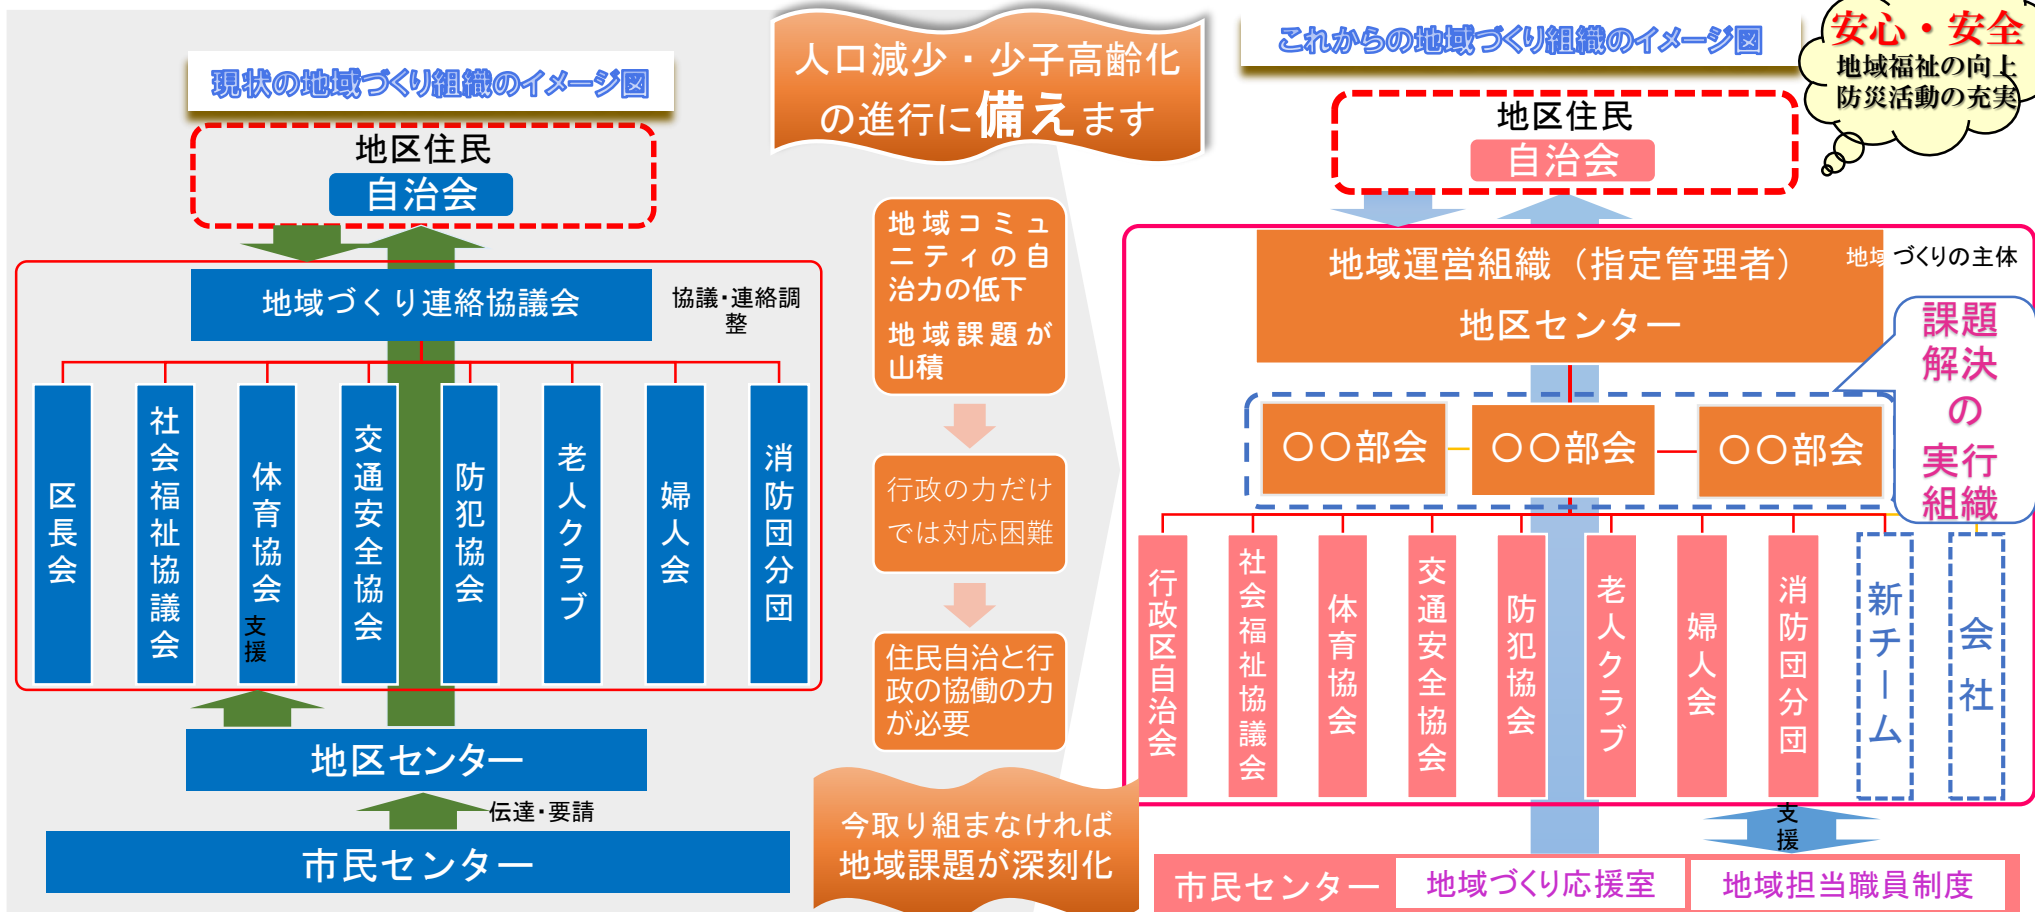 現状の地域づくり組織のイメージ図
地区住民
自治会
地域づくり連絡協議会
協議・連絡調
整
区長会
社会福祉協議会
体育協会
交通安全協会
防犯協会
老人クラブ
婦人会
消防団分団
支
援
地区センター
伝達・要請
市民センター
人口減少・少子高齢化
の進行に備えます
地域コミュ
ニティの自
治力の低下
地域課題が
山積
行政の力だけ
では対応困難
住民自治と行
政の協働の力
が必要
今取り組まなければ
地域課題が深刻化
これからの地域づくり組織のイメージ図
安心・安全
地域福祉の向上
防災活動の充実
地区住民
自治会
地域運営組織（指定管理者）
地域づくりの主体
地区センター
課題
解決
の
実行
組織
〇〇部会
〇〇部会
〇〇部会
行政区自治会
社会福祉協議会
体育協会
交通安全協会
防犯協会
老人クラブ
婦人会
消防団分団
新チーム
会社
支
援
市民センター
地域づくり応援室
地域担当職員制度